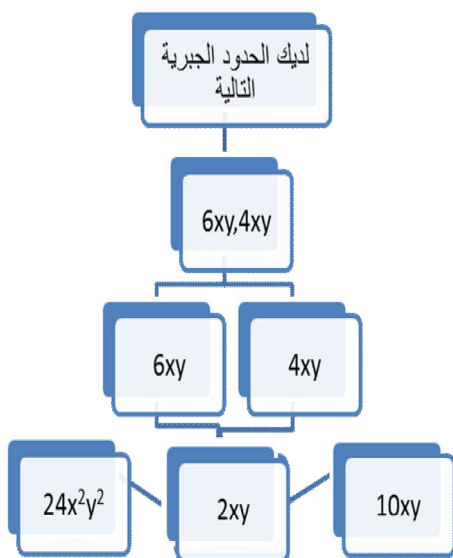 لديك الحدود الجبرية
التالية
6xy,4xy
6xy
4xy
24x²y²
2xy
10xy